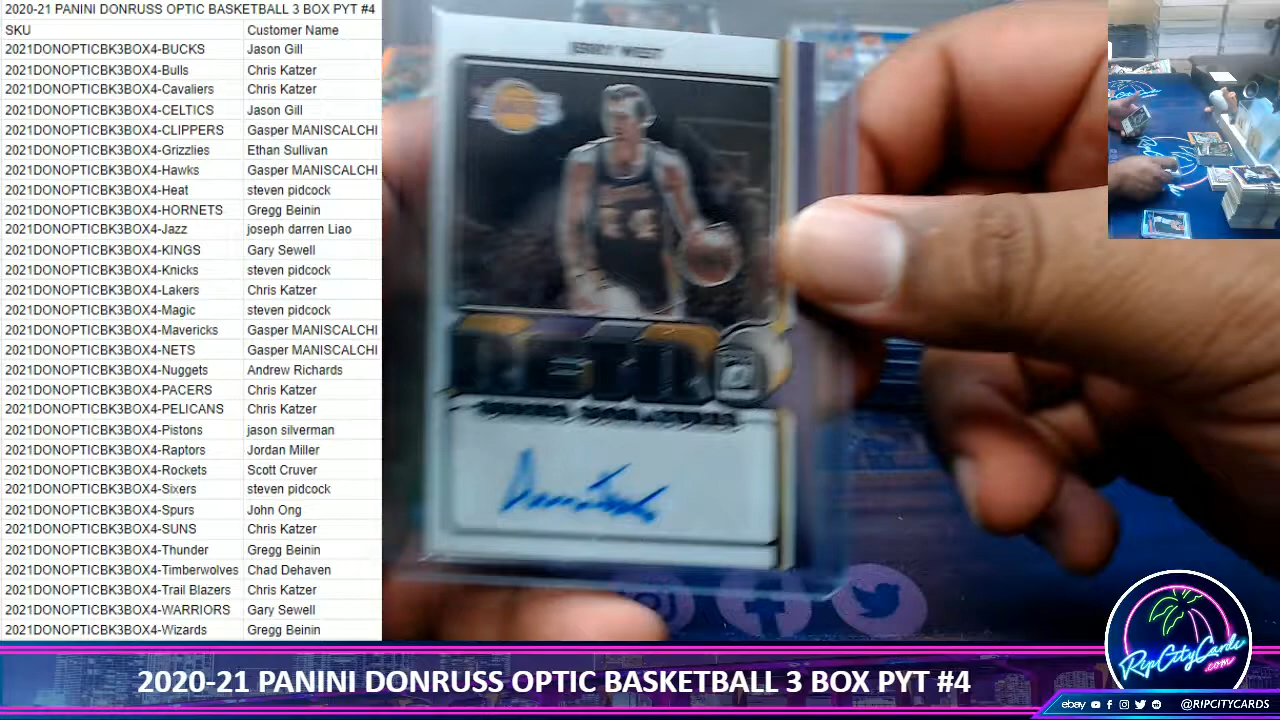 2020-21 PANINI DONRUSS OPTIC BASKETBALL 3 BOX PYT #4
SKU Customer Name
2021DONOPTICBK3BOX4-BUCKS Jason Gill
2021DONOPTICBK3BOX4-Bulls Chris Katzer
2021DONOPTICBK3BOX4-Cavaliers Chris Katzer
2021DONOPTICBK3BOX4-CELTICS Jason Gill
2021DONOPTICBK3BOX4-CLIPPERS Gasper MANISCALCHI
2021DONOPTICBK3BOX4-Grizzlies Ethan Sullivan
2021DONOPTICBK3BOX4-Hawks Gasper MANISCALCHI
2021DONOPTICBK3BOX4-Heat steven pidcock
2021DONOPTICBK3BOX4-HORNETS Gregg Beinin
2021DONOPTICBK3BOX4-Jazz joseph darren Liao
2021DONOPTICBK3BOX4-KINGS Gary Sewell
2021DONOPTICBK3BOX4-Knicks steven pidcock
2021DONOPTICBK3BOX4-Lakers Chris Katzer
2021DONOPTICBK3BOX4-Magic steven pidcock
2021DONOPTICBK3BOX4-Mavericks Gasper MANISCALCHI
2021DONOPTICBK3BOX4-NETS Gasper MANISCALCHI
2021DONOPTICBK3BOX4-Nuggets Andrew Richards
2021DONOPTICBK3BOX4-PACERS Chris Katzer
2021DONOPTICBK3BOX4-PELICANS Chris Katzer
2021DONOPTICBK3BOX4-Pistons jason silverman
2021DONOPTICBK3BOX4-Raptors Jordan Miller
2021DONOPTICBK3BOX4-Rockets Scott Cruver
2021DONOPTICBK3BOX4-Sixers steven pidcock
2021DONOPTICBK3BOX4-Spurs John Ong
2021DONOPTICBK3BOX4-SUNS Chris Katzer
2021DONOPTICBK3BOX4-Thunder Gregg Beinin
2021DONOPTICBK3BOX4-Timberwolves Chad Dehaven
2021DONOPTICBK3BOX4-Trail Blazers Chris Katzer
2021DONOPTICBK3BOX4-WARRIORS Gary Sewell
2021DONOPTICBK3BOX4-Wizards Gregg Beinin
JERRY WEST
44
RipCityCards
.com
2020-21 PANINI DONRUSS OPTIC BASKETBALL 3 BOX PYT #4
ebay @RIPCITYCARDS